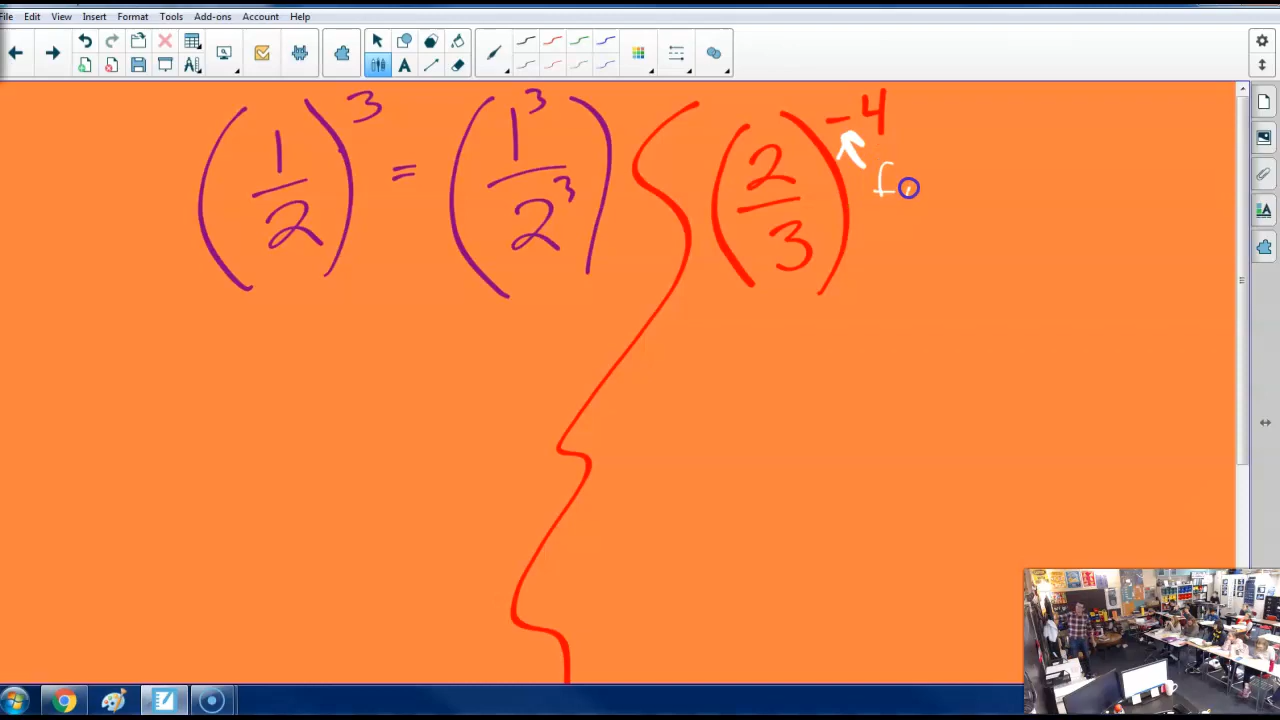 File Edit View Insert Format Tools Add-ons Account Help
(1/2)^3 = (1^3/2^3)
(2/3)^-4